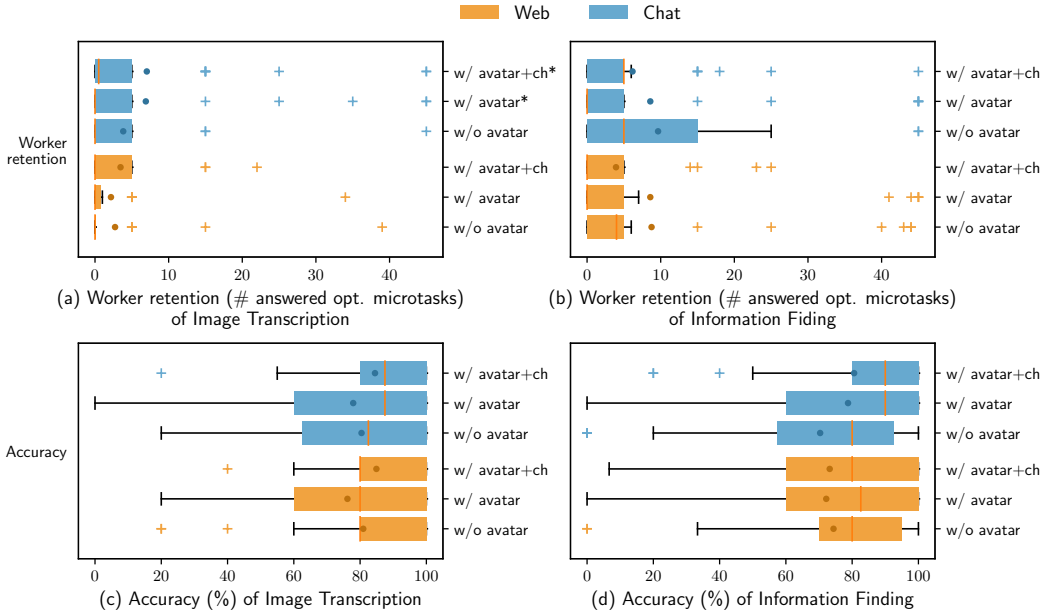 Web Chat
w/ avatar+ch*
w/ avatar*
w/o avatar
w/ avatar+ch
w/ avatar
w/o avatar
Worker
retention
0 10 20 30 40
(a) Worker retention (# answered opt. microtasks)
of Image Transcription
w/ avatar+ch
w/ avatar
w/o avatar
w/ avatar+ch
w/ avatar
w/o avatar
0 10 20 30 40
(b) Worker retention (# answered opt. microtasks)
of Information Fiding
w/ avatar+ch
w/ avatar
w/o avatar
w/ avatar+ch
w/ avatar
w/o avatar
Accuracy
0 20 40 60 80 100
(c) Accuracy (%) of Image Transcription
w/ avatar+ch
w/ avatar
w/o avatar
w/ avatar+ch
w/ avatar
w/o avatar
0 20 40 60 80 100
(d) Accuracy (%) of Information Finding